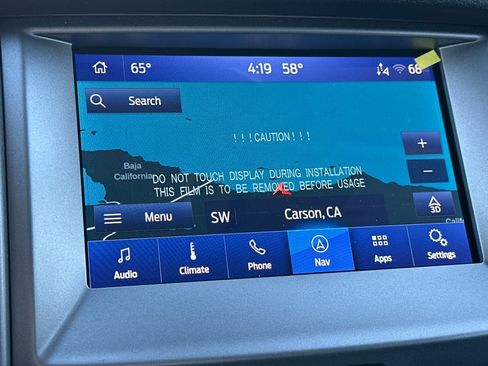 65° 4:19 58° 68°
Search
!!!CAUTION!!!
+
Baja
California
DO NOT TOUCH DISPLAY DURING INSTALLATION
THIS FILM IS TO BE REMOVED BEFORE USAGE
−
Menu SW Carson, CA 3D
Audio Climate Phone Nav Apps Settings